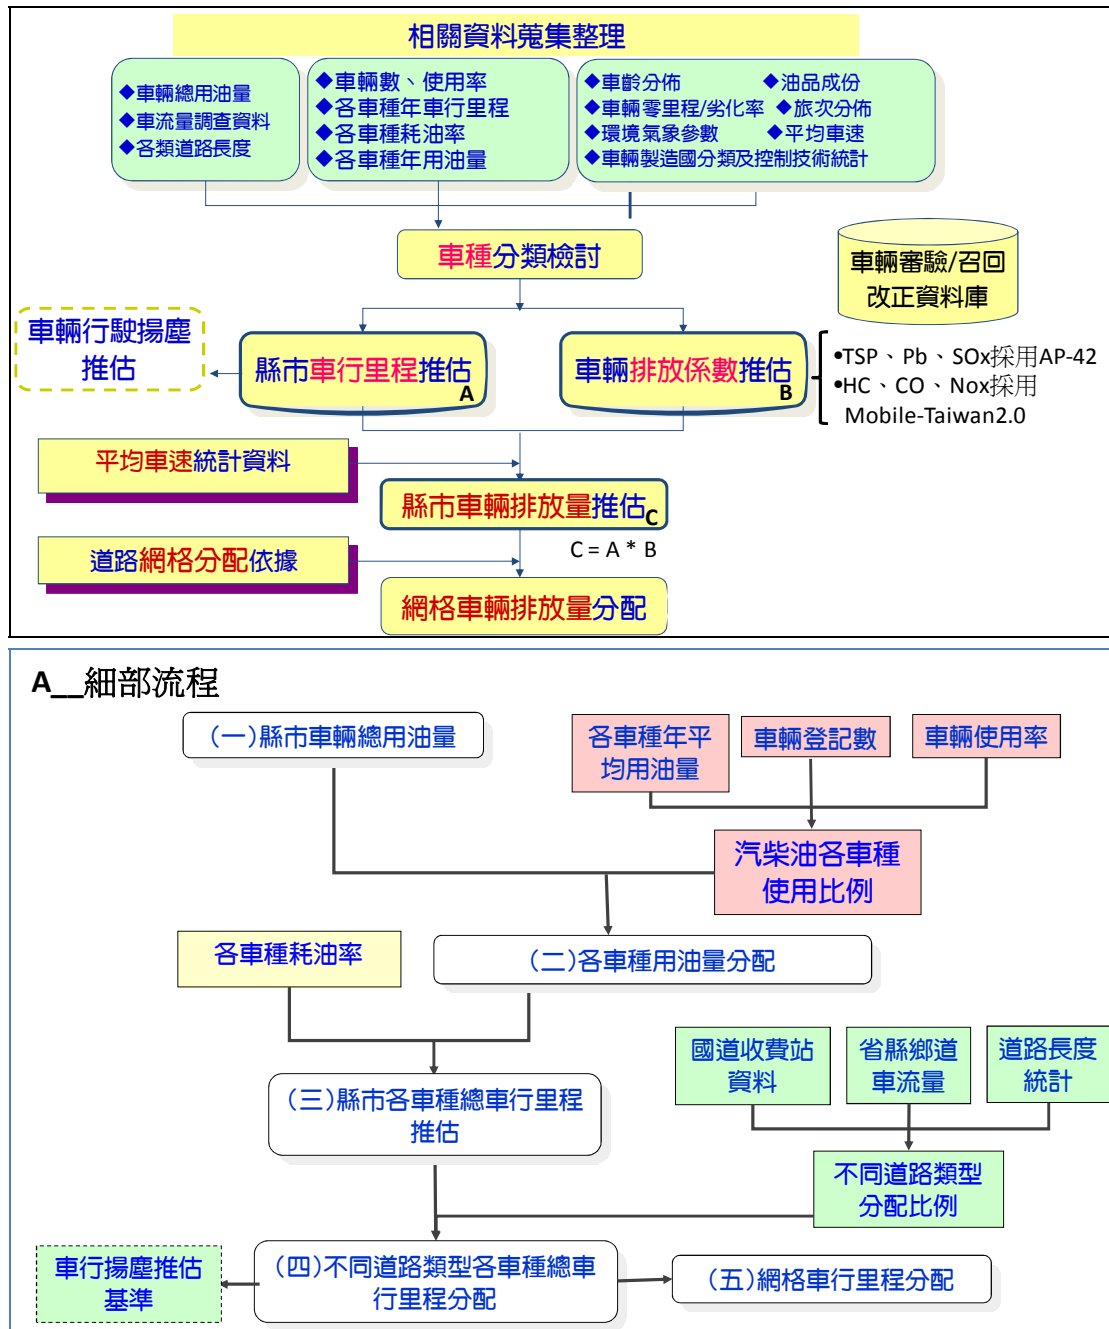 相關資料蒐集整理
◆車輛總用油量
◆車流量調查資料
◆各類道路長度
◆車輛數、使用率
◆各車種年車行里程
◆各車種耗油率
◆各車種年用油量
◆車齡分佈 ◆油品成份
◆車輛零里程/劣化率 ◆旅次分佈
◆環境氣象參數 ◆平均車速
◆車輛製造國分類及控制技術統計
車種分類檢討
車輛審驗/召回
改正資料庫
車輛行駛揚塵
推估
縣市車行里程推估
A
車輛排放係數推估
B
•TSP、Pb、SOx採用AP-42
•HC、CO、Nox採用
Mobile-Taiwan2.0
平均車速統計資料
縣市車輛排放量推估
C
C = A * B
道路網格分配依據
網格車輛排放量分配
A__細部流程
(一)縣市車輛總用油量
各車種年平
均用油量
車輛登記數
車輛使用率
汽柴油各車種
使用比例
各車種耗油率
(二)各車種用油量分配
國道收費站
資料
省縣鄉道
車流量
道路長度
統計
(三)縣市各車種總車行里程
推估
不同道路類型
分配比例
車行揚塵推估
基準
(四)不同道路類型各車種總車
行里程分配
(五)網格車行里程分配